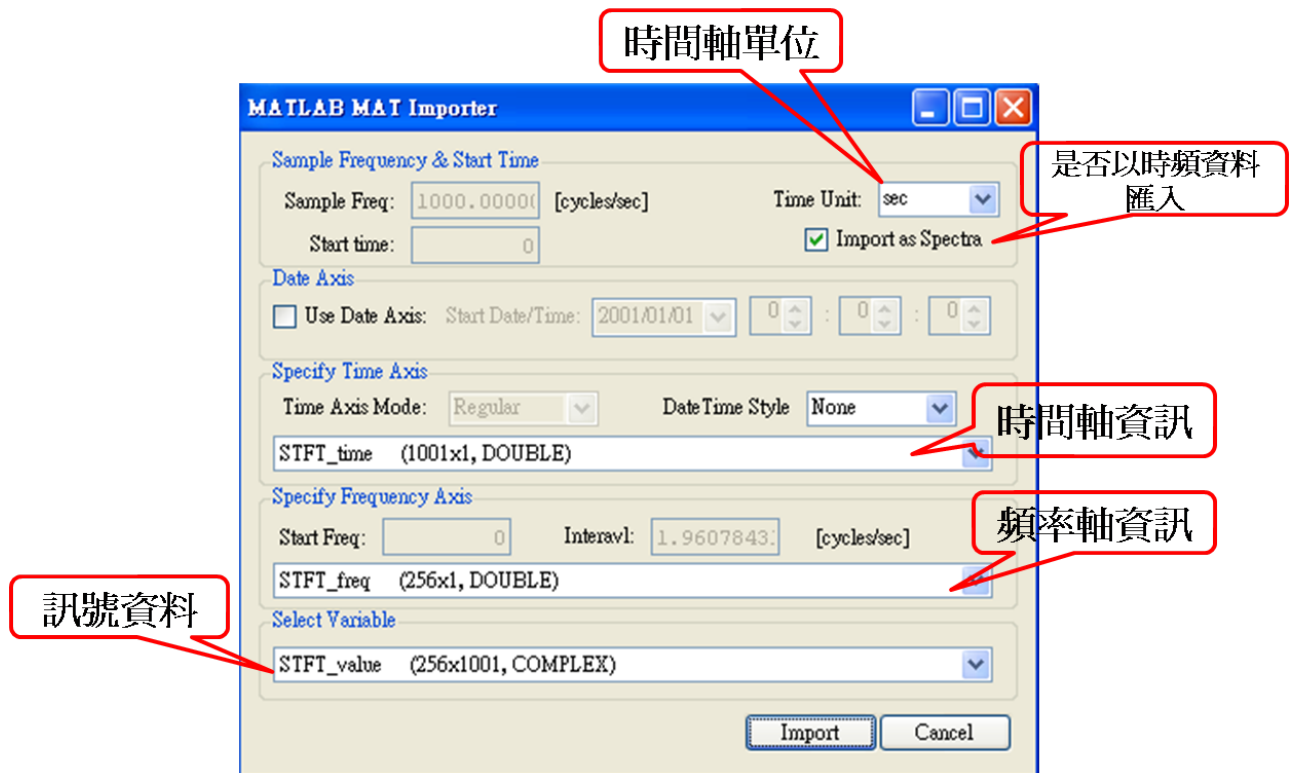 時間軸單位
MATLAB MAT Importer
Sample Frequency & Start Time
Sample Freq: 1000.0000 [cycles/sec] Time Unit: sec
是否以時頻資料
匯入
Start time: 0 Import as Spectra
Date Axis
Use Date Axis: Start Date/Time: 2001/01/01 0 : 0 : 0
Specify Time Axis
Time Axis Mode: Regular DateTime Style None
時間軸資訊
STFT_time (1001x1, DOUBLE)
Specify Frequency Axis
Start Freq: 0 Interavl: 1.9607843 [cycles/sec]
頻率軸資訊
STFT_freq (256x1, DOUBLE)
訊號資料
Select Variable
STFT_value (256x1001, COMPLEX)
Import Cancel